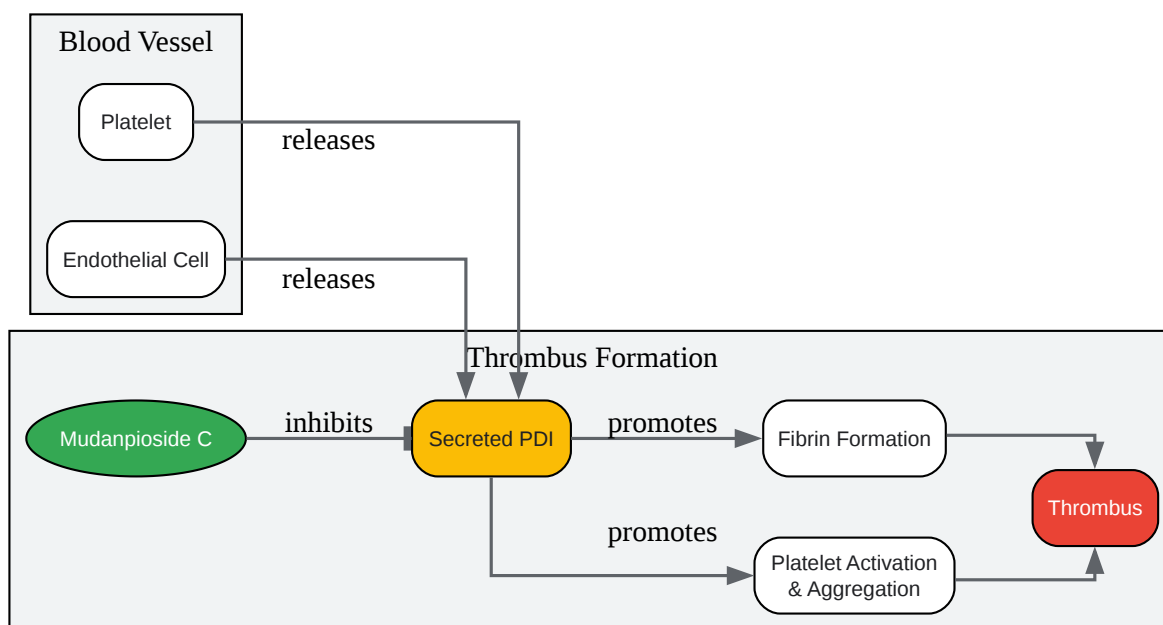 Blood Vessel
Platelet
releases
Endothelial Cell
releases
Thrombus Formation
Mudanpioside C
inhibits
Secreted PDI
promotes
Fibrin Formation
Thrombus
promotes
Platelet Activation
& Aggregation